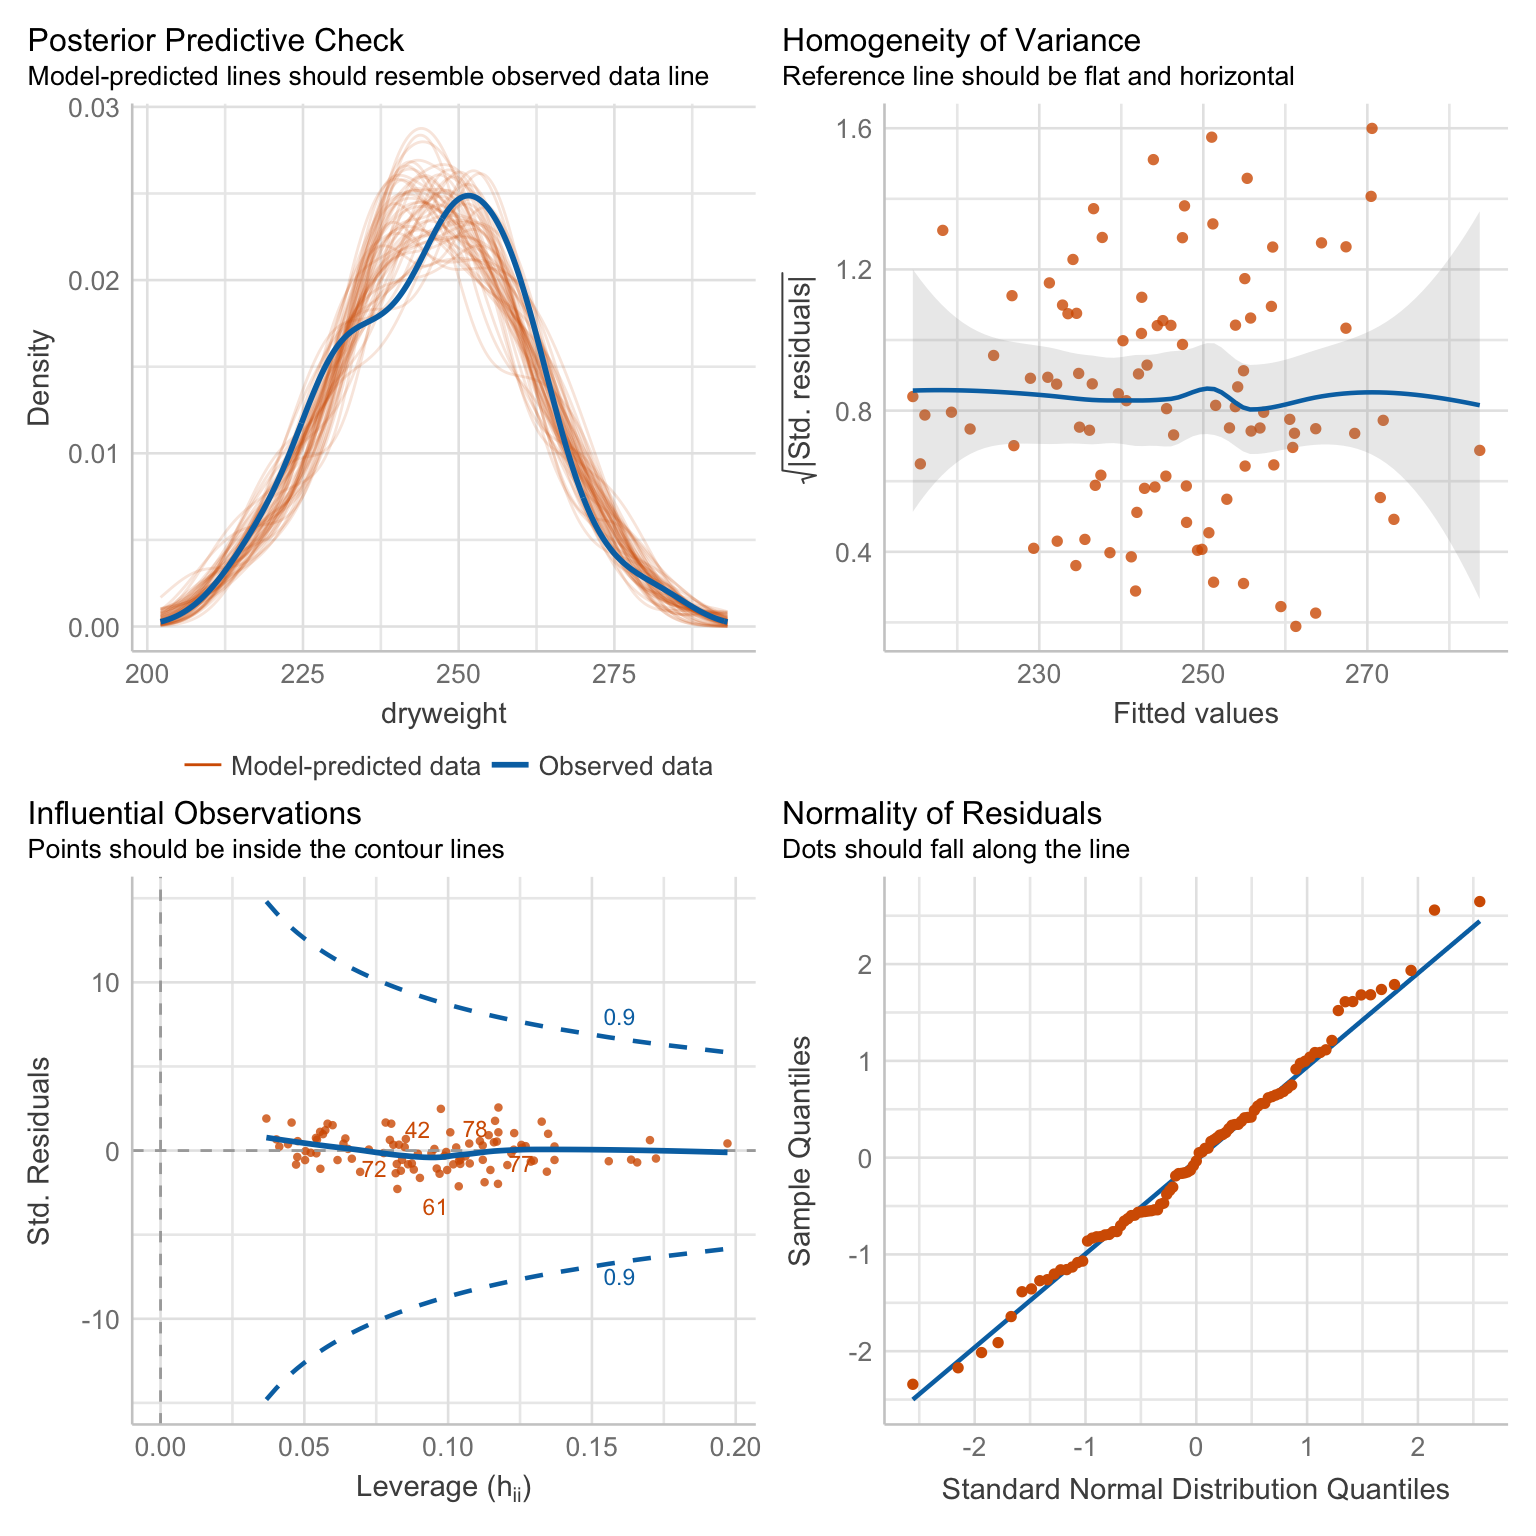 Posterior Predictive Check
Model-predicted lines should resemble observed data line
0.03
0.02
0.01
0.00
Density
200 225 250 275
dryweight
Model-predicted data Observed data
Homogeneity of Variance
Reference line should be flat and horizontal
1.6
1.2
0.8
0.4
√|Std. residuals|
230 250 270
Fitted values
Influential Observations
Points should be inside the contour lines
10
0
-10
Std. Residuals
0.9
42 78
72 77
61
0.9
0.00 0.05 0.10 0.15 0.20
Leverage (hii)
Normality of Residuals
Dots should fall along the line
2
1
0
-1
-2
Sample Quantiles
-2 -1 0 1 2
Standard Normal Distribution Quantiles